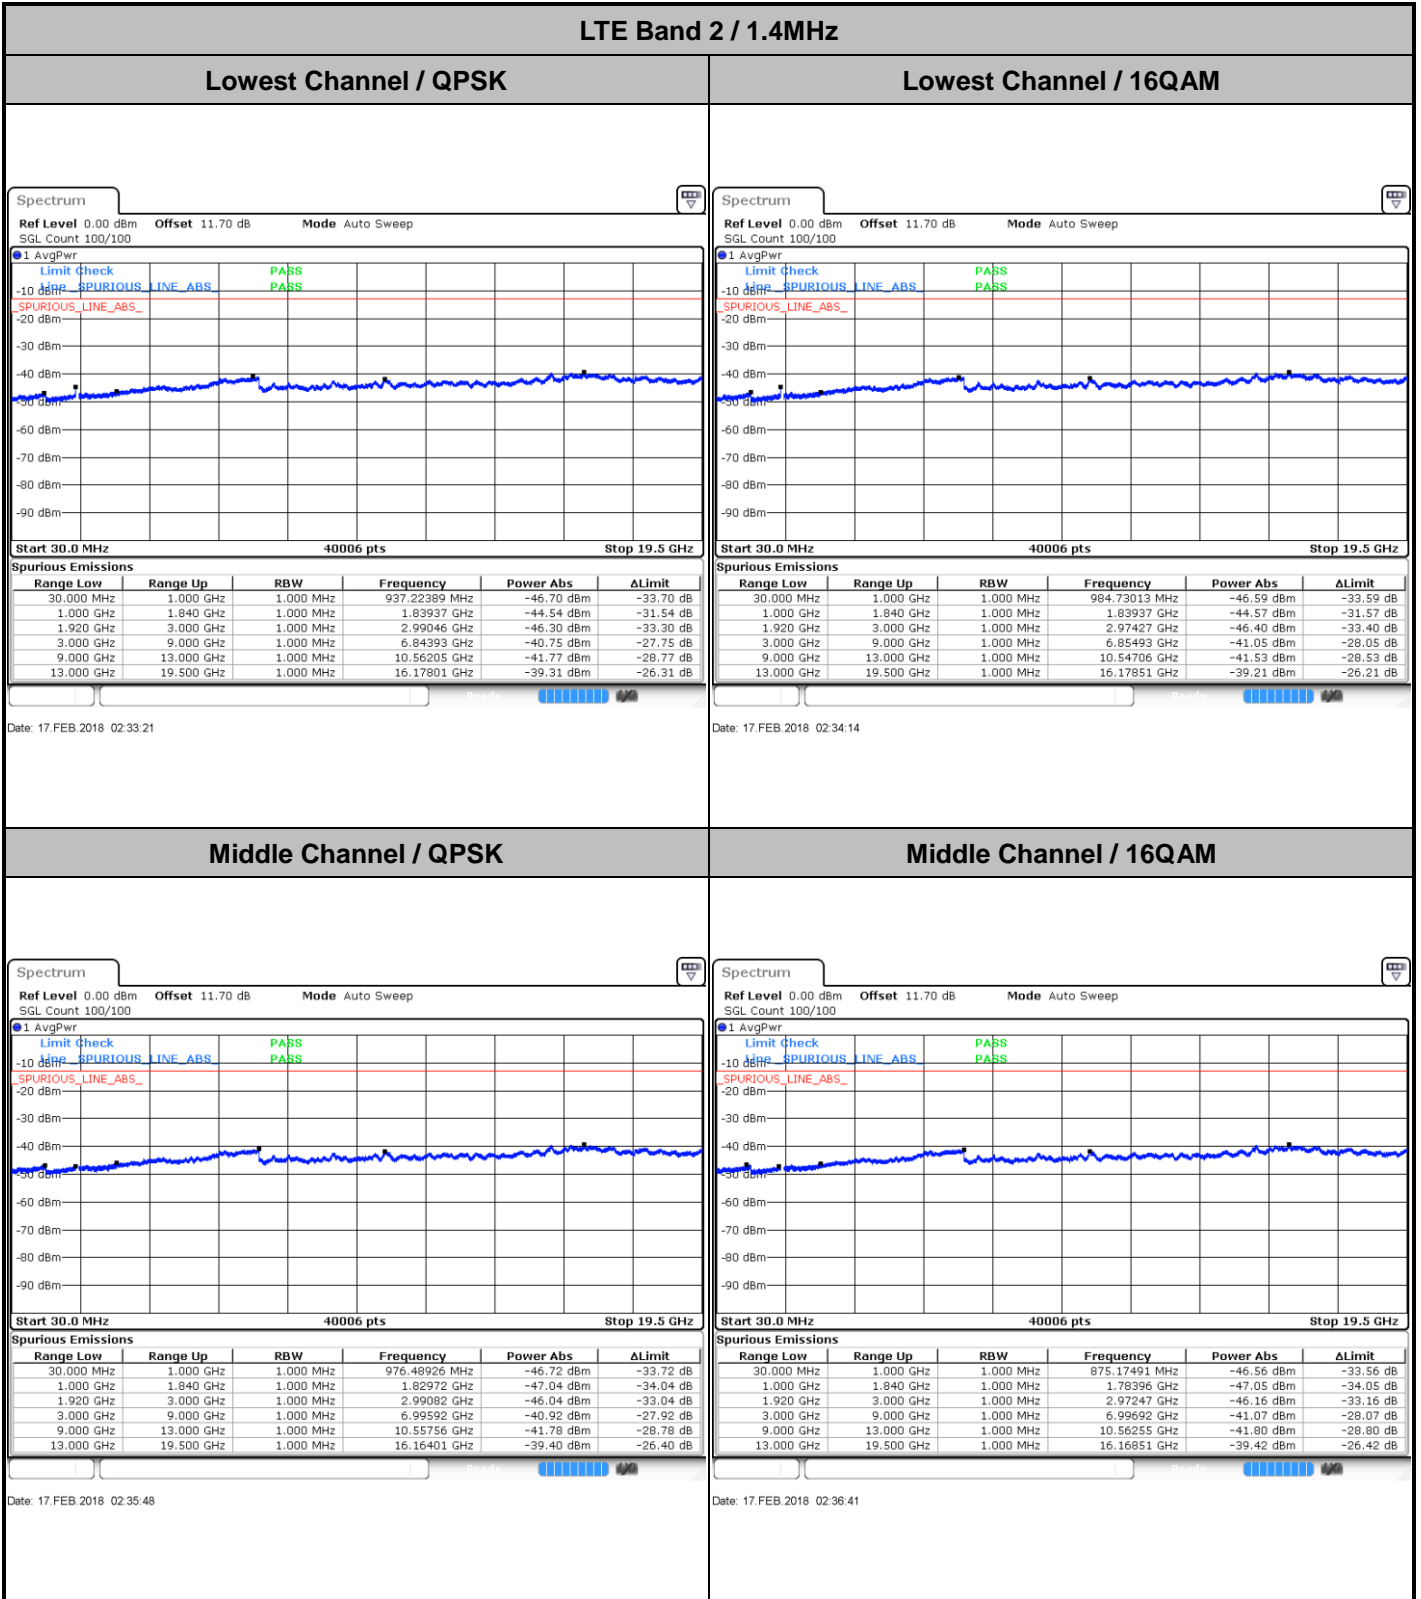 LTE Band 2 / 1.4MHz
Lowest Channel / QPSK
Lowest Channel / 16QAM
Spectrum
Ref Level 0.00 dBm Offset 11.70 dB Mode Auto Sweep
SGL Count 100/100
1 AvgPwr
Limit Check PASS
Line _SPURIOUS_LINE_ABS_ PASS
-10 dBm
_SPURIOUS_LINE_ABS_
-20 dBm
-30 dBm
-40 dBm
-50 dBm
-60 dBm
-70 dBm
-80 dBm
-90 dBm
Start 30.0 MHz 40006 pts Stop 19.5 GHz
Spurious Emissions
Range Low Range Up RBW Frequency Power Abs ΔLimit
30.000 MHz 1.000 GHz 1.000 MHz 937.22389 MHz -46.70 dBm -33.70 dB
1.000 GHz 1.840 GHz 1.000 MHz 1.83937 GHz -44.54 dBm -31.54 dB
1.920 GHz 3.000 GHz 1.000 MHz 2.99046 GHz -46.30 dBm -33.30 dB
3.000 GHz 9.000 GHz 1.000 MHz 6.84393 GHz -40.75 dBm -27.75 dB
9.000 GHz 13.000 GHz 1.000 MHz 10.56205 GHz -41.77 dBm -28.77 dB
13.000 GHz 19.500 GHz 1.000 MHz 16.17801 GHz -39.31 dBm -26.31 dB
Ready
Date: 17.FEB.2018 02:33:21
Spectrum
Ref Level 0.00 dBm Offset 11.70 dB Mode Auto Sweep
SGL Count 100/100
1 AvgPwr
Limit Check PASS
Line _SPURIOUS_LINE_ABS_ PASS
-10 dBm
_SPURIOUS_LINE_ABS_
-20 dBm
-30 dBm
-40 dBm
-50 dBm
-60 dBm
-70 dBm
-80 dBm
-90 dBm
Start 30.0 MHz 40006 pts Stop 19.5 GHz
Spurious Emissions
Range Low Range Up RBW Frequency Power Abs ΔLimit
30.000 MHz 1.000 GHz 1.000 MHz 984.73013 MHz -46.59 dBm -33.59 dB
1.000 GHz 1.840 GHz 1.000 MHz 1.83937 GHz -44.57 dBm -31.57 dB
1.920 GHz 3.000 GHz 1.000 MHz 2.97427 GHz -46.40 dBm -33.40 dB
3.000 GHz 9.000 GHz 1.000 MHz 6.85493 GHz -41.05 dBm -28.05 dB
9.000 GHz 13.000 GHz 1.000 MHz 10.54706 GHz -41.53 dBm -28.53 dB
13.000 GHz 19.500 GHz 1.000 MHz 16.17851 GHz -39.21 dBm -26.21 dB
Ready
Date: 17.FEB.2018 02:34:14
Middle Channel / QPSK
Middle Channel / 16QAM
Spectrum
Ref Level 0.00 dBm Offset 11.70 dB Mode Auto Sweep
SGL Count 100/100
1 AvgPwr
Limit Check PASS
Line _SPURIOUS_LINE_ABS_ PASS
-10 dBm
_SPURIOUS_LINE_ABS_
-20 dBm
-30 dBm
-40 dBm
-50 dBm
-60 dBm
-70 dBm
-80 dBm
-90 dBm
Start 30.0 MHz 40006 pts Stop 19.5 GHz
Spurious Emissions
Range Low Range Up RBW Frequency Power Abs ΔLimit
30.000 MHz 1.000 GHz 1.000 MHz 976.48926 MHz -46.72 dBm -33.72 dB
1.000 GHz 1.840 GHz 1.000 MHz 1.82972 GHz -47.04 dBm -34.04 dB
1.920 GHz 3.000 GHz 1.000 MHz 2.99082 GHz -46.04 dBm -33.04 dB
3.000 GHz 9.000 GHz 1.000 MHz 6.99592 GHz -40.92 dBm -27.92 dB
9.000 GHz 13.000 GHz 1.000 MHz 10.55756 GHz -41.78 dBm -28.78 dB
13.000 GHz 19.500 GHz 1.000 MHz 16.16401 GHz -39.40 dBm -26.40 dB
Ready
Date: 17.FEB.2018 02:35:48
Spectrum
Ref Level 0.00 dBm Offset 11.70 dB Mode Auto Sweep
SGL Count 100/100
1 AvgPwr
Limit Check PASS
Line _SPURIOUS_LINE_ABS_ PASS
-10 dBm
_SPURIOUS_LINE_ABS_
-20 dBm
-30 dBm
-40 dBm
-50 dBm
-60 dBm
-70 dBm
-80 dBm
-90 dBm
Start 30.0 MHz 40006 pts Stop 19.5 GHz
Spurious Emissions
Range Low Range Up RBW Frequency Power Abs ΔLimit
30.000 MHz 1.000 GHz 1.000 MHz 875.17491 MHz -46.56 dBm -33.56 dB
1.000 GHz 1.840 GHz 1.000 MHz 1.78396 GHz -47.05 dBm -34.05 dB
1.920 GHz 3.000 GHz 1.000 MHz 2.97247 GHz -46.16 dBm -33.16 dB
3.000 GHz 9.000 GHz 1.000 MHz 6.99692 GHz -41.07 dBm -28.07 dB
9.000 GHz 13.000 GHz 1.000 MHz 10.56255 GHz -41.80 dBm -28.80 dB
13.000 GHz 19.500 GHz 1.000 MHz 16.16851 GHz -39.42 dBm -26.42 dB
Ready
Date: 17.FEB.2018 02:36:41